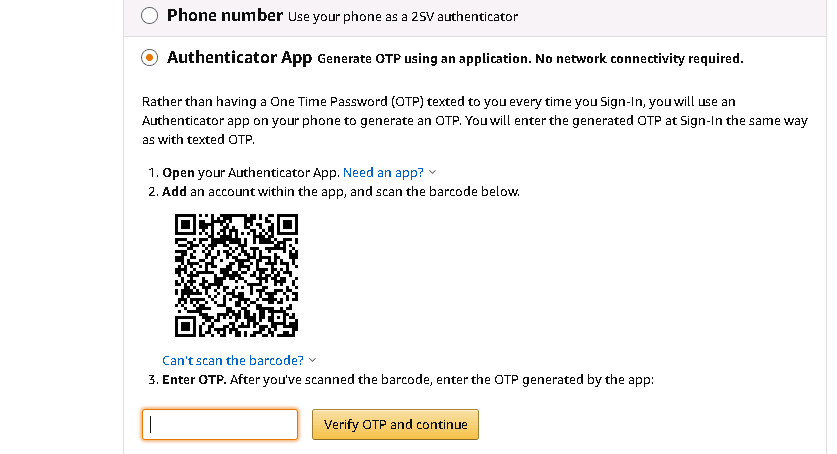 Phone number Use your phone as a 2SV authenticator
Authenticator App Generate OTP using an application. No network connectivity required.
Rather than having a One Time Password (OTP) texted to you every time you Sign-In, you will use an
Authenticator app on your phone to generate an OTP. You will enter the generated OTP at Sign-In the same way
as with texted OTP.
1. Open your Authenticator App. Need an app?
2. Add an account within the app, and scan the barcode below.
Can't scan the barcode?
3. Enter OTP. After you've scanned the barcode, enter the OTP generated by the app:
Verify OTP and continue